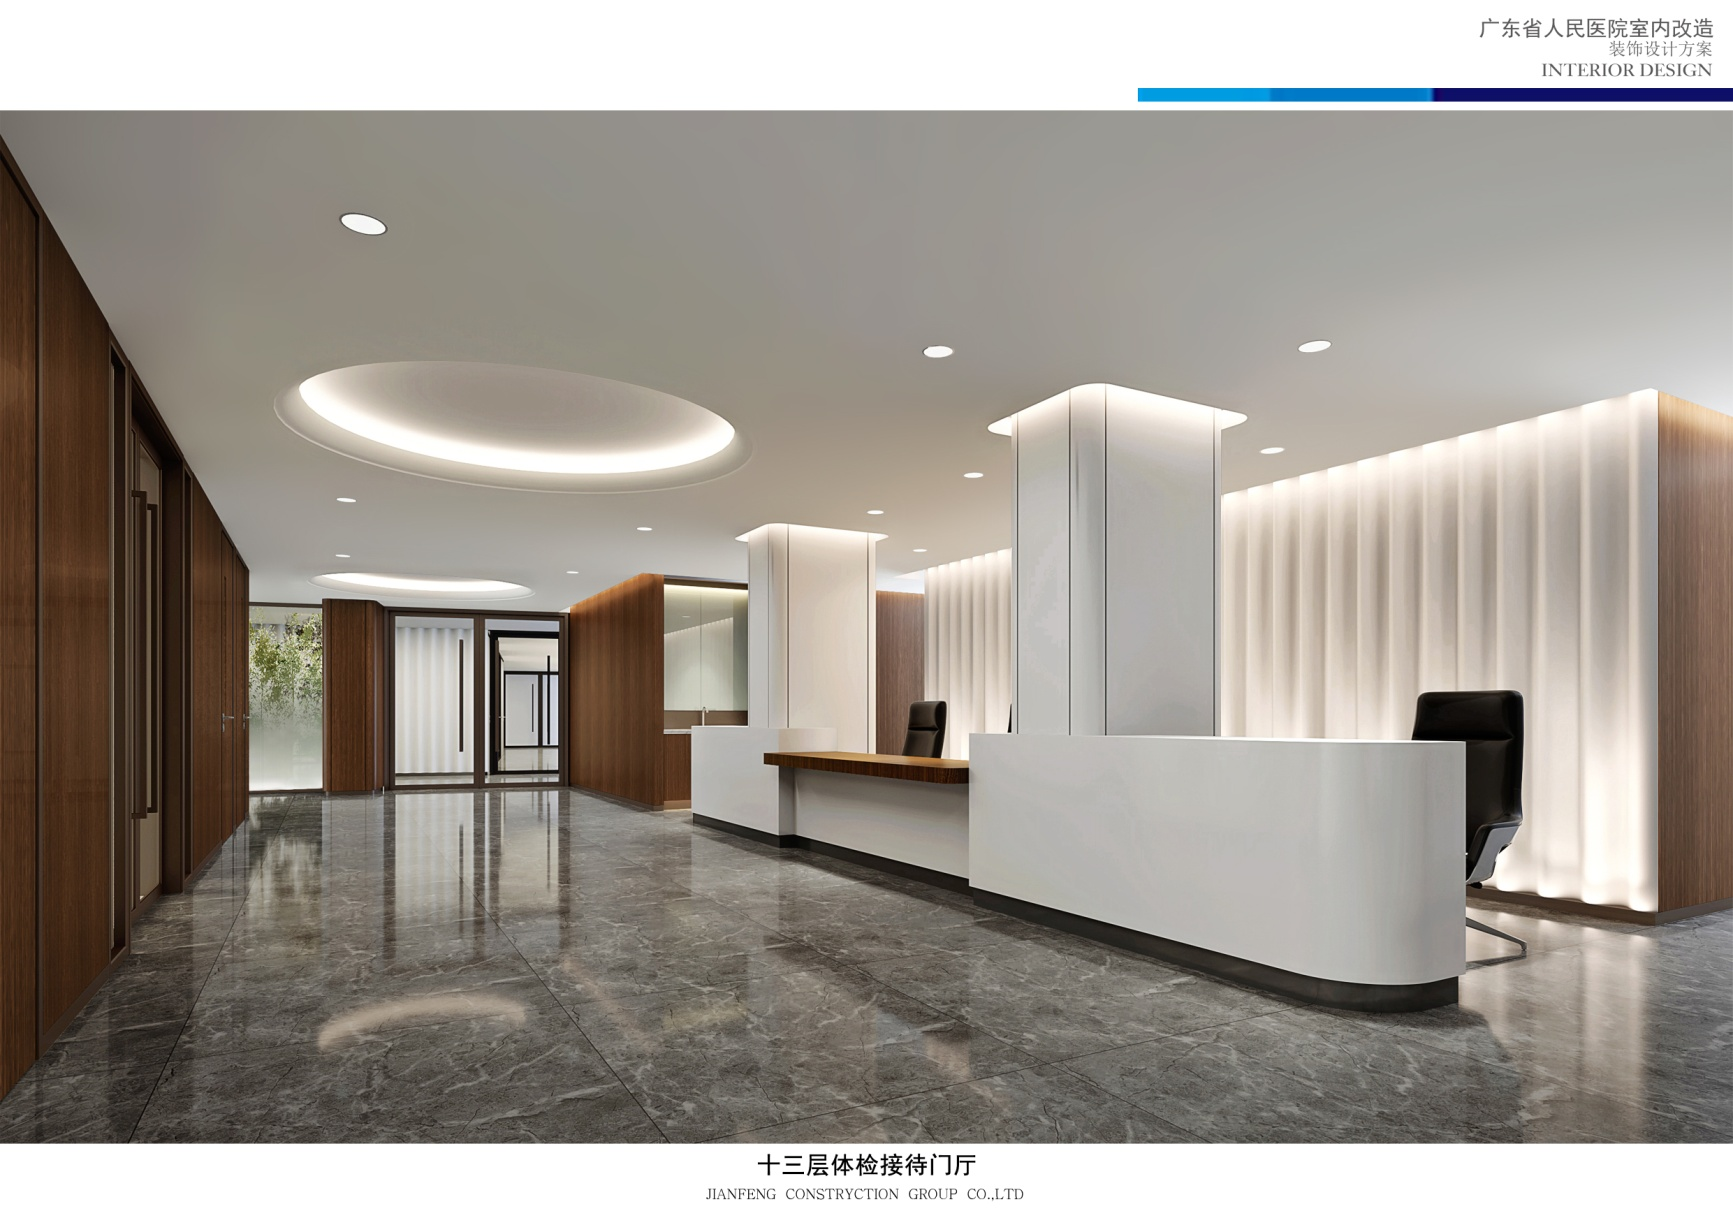 广东省人民医院室内改造
装饰设计方案
INTERIOR DESIGN
十三层体检接待门厅
JIANFENG CONSTRYCTION GROUP CO.,LTD